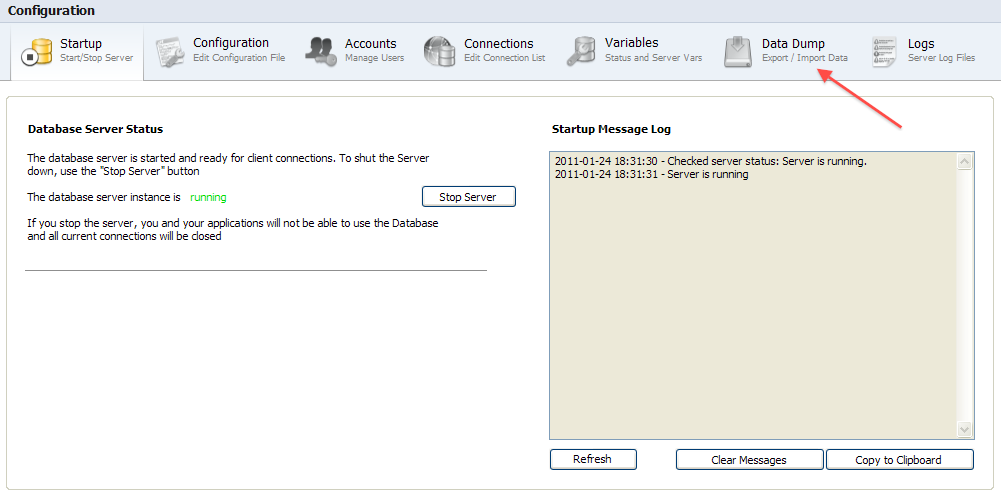 Configuration
Startup
Start/Stop Server
Configuration
Edit Configuration File
Accounts
Manage Users
Connections
Edit Connection List
Variables
Status and Server Vars
Data Dump
Export / Import Data
Logs
Server Log Files
Database Server Status
The database server is started and ready for client connections. To shut the Server
down, use the "Stop Server" button
The database server instance is running
Stop Server
If you stop the server, you and your applications will not be able to use the Database
and all current connections will be closed
Startup Message Log
2011-01-24 18:31:30 - Checked server status: Server is running.
2011-01-24 18:31:31 - Server is running
Refresh
Clear Messages
Copy to Clipboard